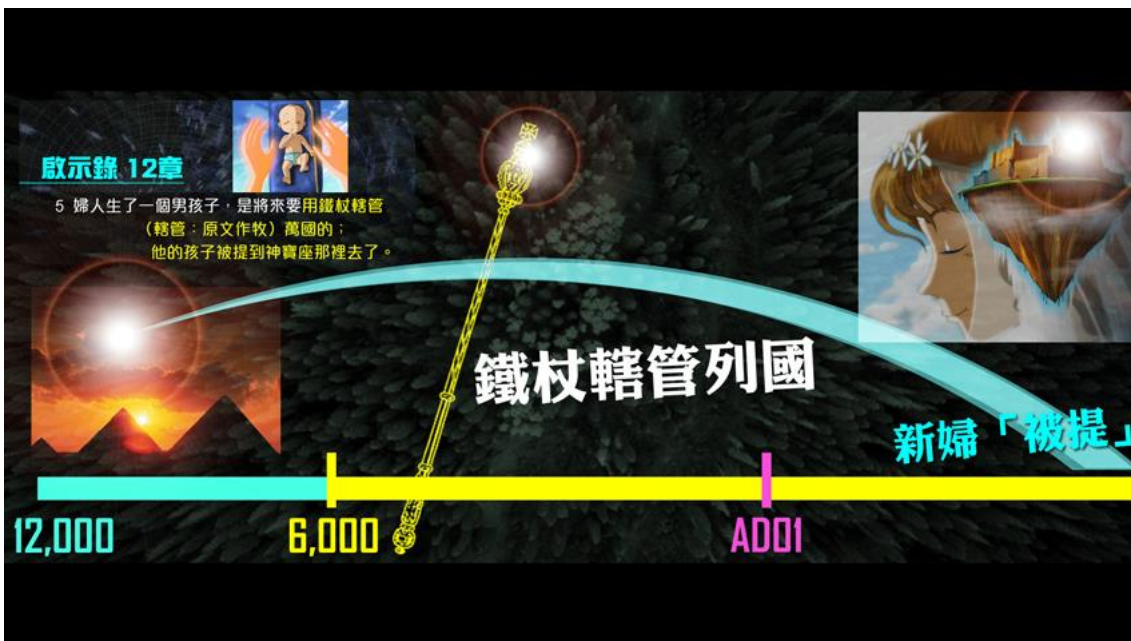 啟示錄 12章
5 婦人生了一個男孩子，是將來要用鐵杖轄管
（轄管：原文作牧）萬國的；
他的孩子被提到神寶座那裡去了。
鐵杖轄管列國
新婦「被提」
12,000
6,000
AD01